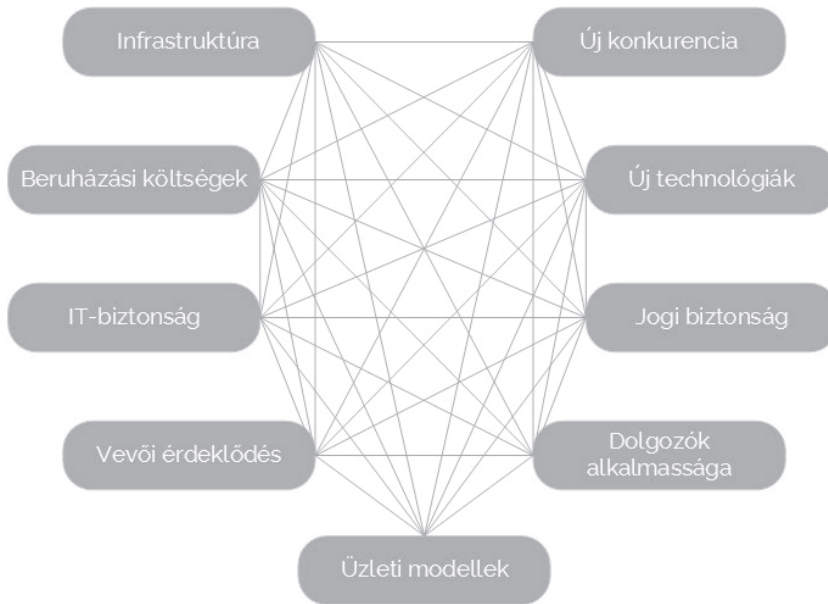 Infrastruktúra
Új konkurencia
Beruházási költségek
Új technológiák
IT-biztonság
Jogi biztonság
Vevői érdeklődés
Dolgozók
alkalmassága
Üzleti modellek